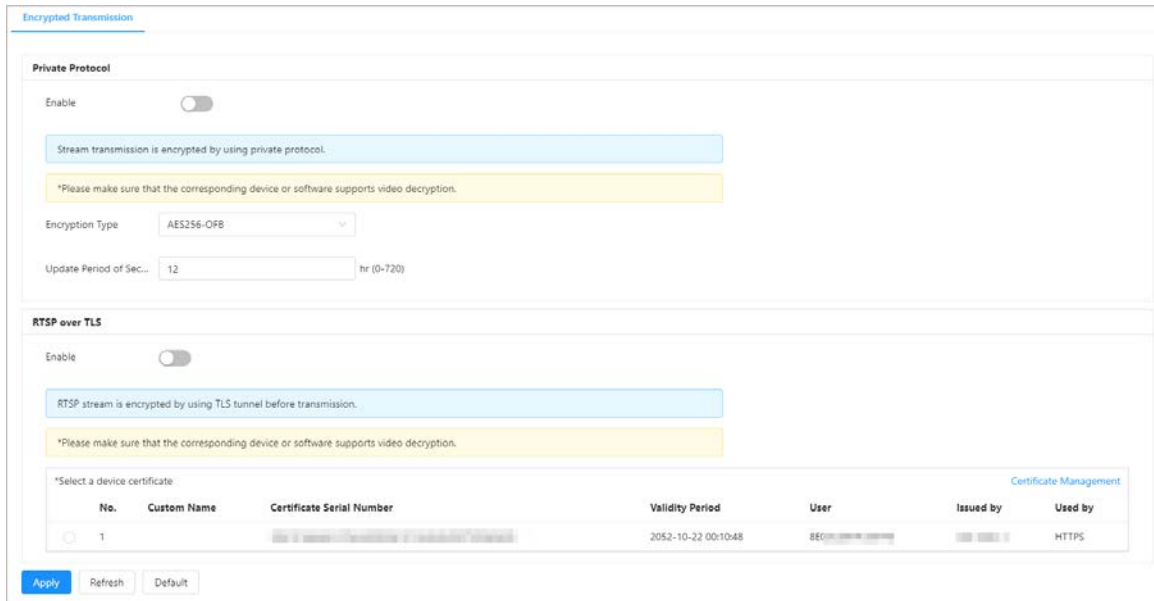 Encrypted Transmission
Private Protocol
Enable
Stream transmission is encrypted by using private protocol.
*Please make sure that the corresponding device or software supports video decryption.
Encryption Type AES256-OFB
Update Period of Sec... 12 hr (0-720)
RTSP over TLS
Enable
RTSP stream is encrypted by using TLS tunnel before transmission.
*Please make sure that the corresponding device or software supports video decryption.
*Select a device certificate Certificate Management
No. Custom Name Certificate Serial Number Validity Period User Issued by Used by
1 2052-10-22 00:10:48 HTTPS
Apply Refresh Default